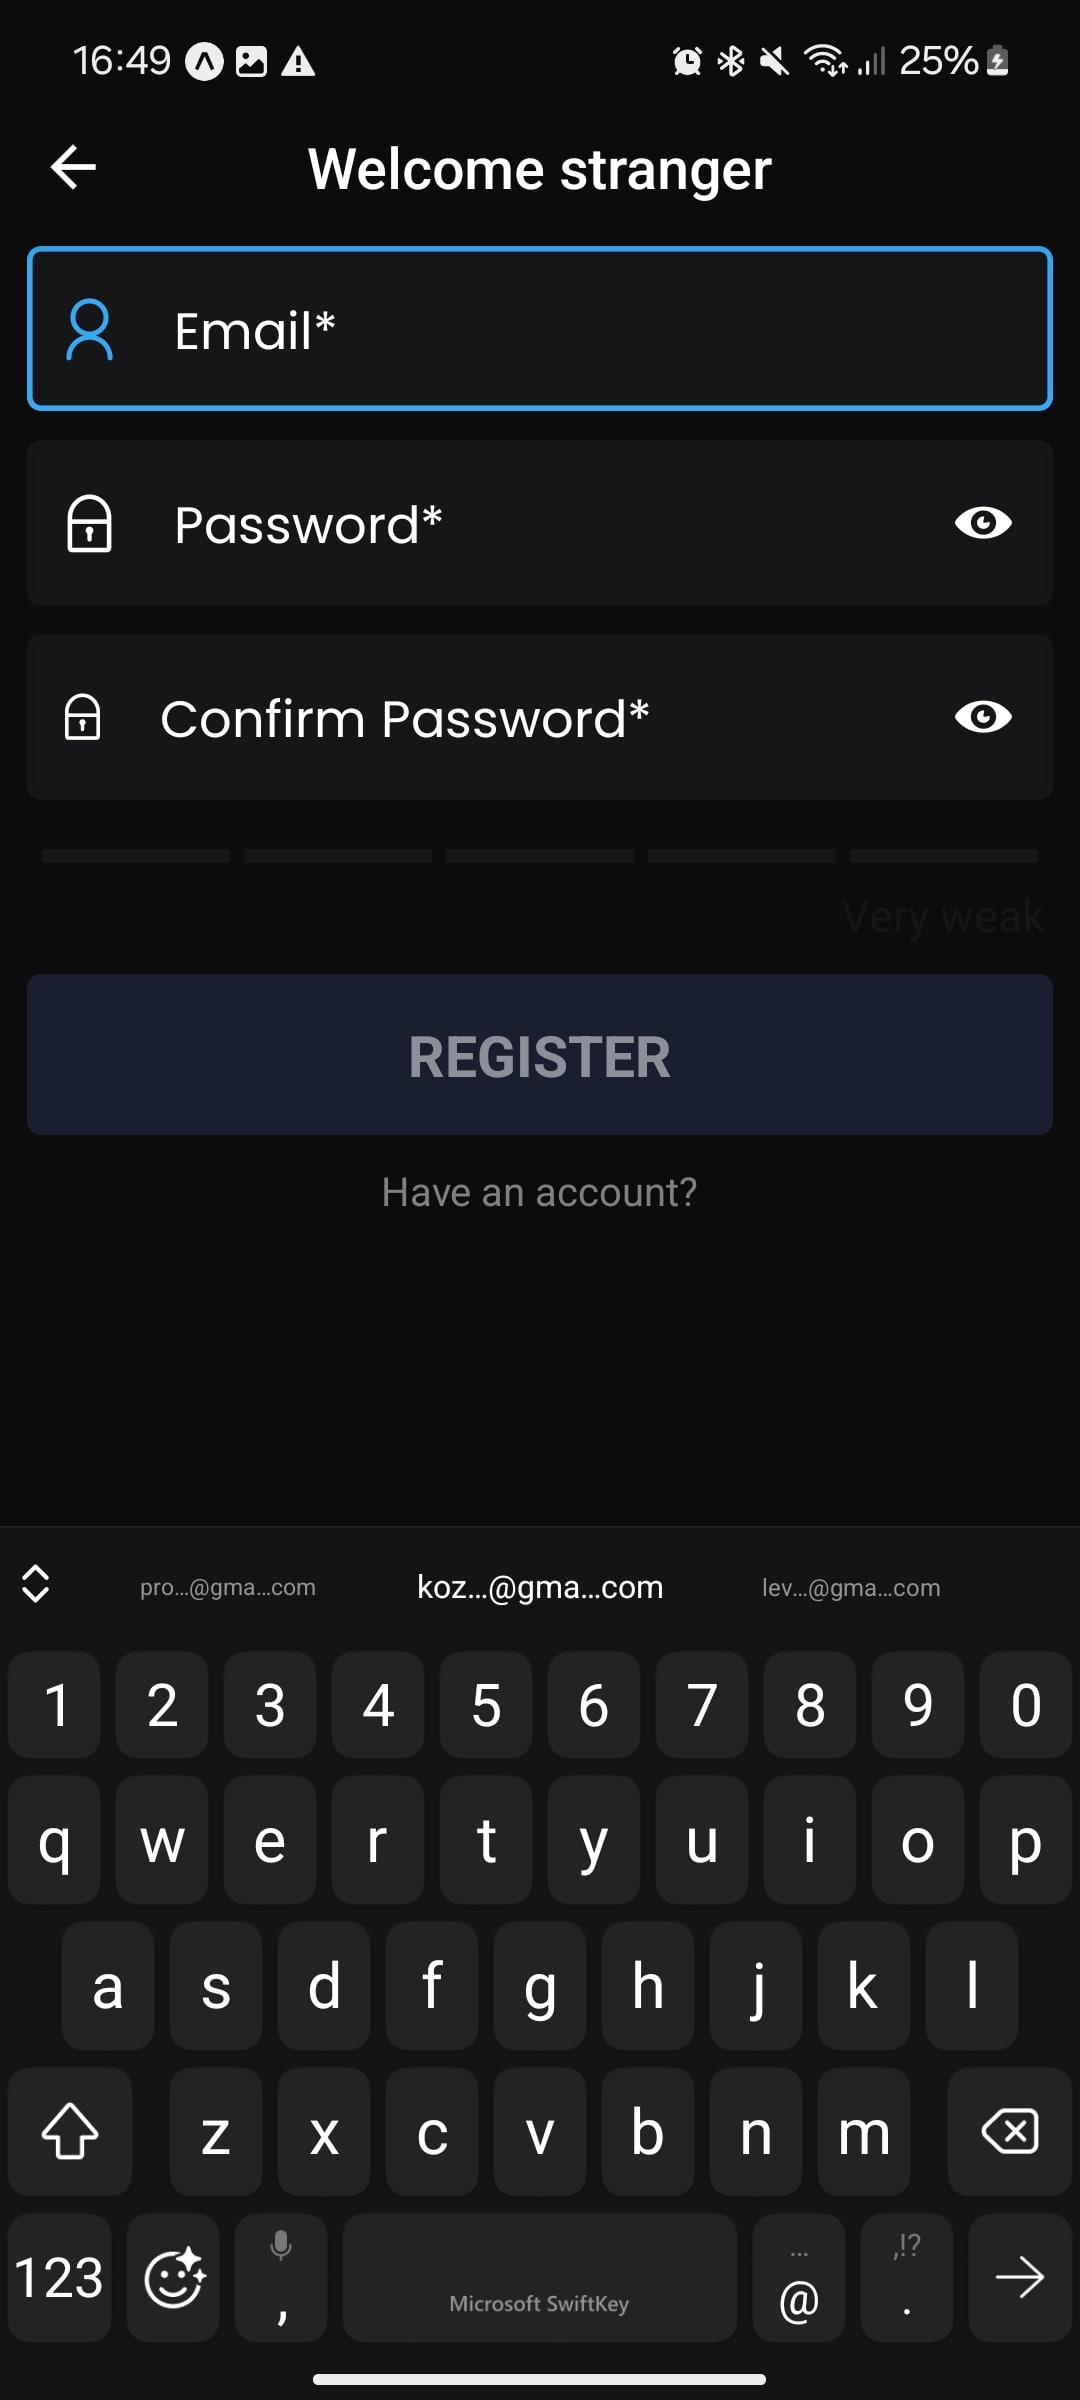 16:49 25%
Welcome stranger
Email*
Password*
Confirm Password*
Very weak
REGISTER
Have an account?
pro...@gma...com koz...@gma...com lev...@gma...com
1 2 3 4 5 6 7 8 9 0
q w e r t y u i o p
a s d f g h j k l
z x c v b n m
123 , Microsoft SwiftKey ... @ ,!? .